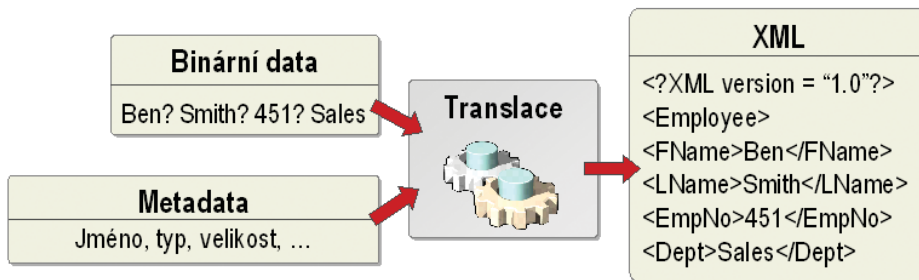 Binární data
Ben? Smith? 451? Sales
Metadata
Jméno, typ, velikost, ...
Translace
XML
<?XML version = “1.0”?>
<Employee>
<FName>Ben</FName>
<LName>Smith</LName>
<EmpNo>451</EmpNo>
<Dept>Sales</Dept>